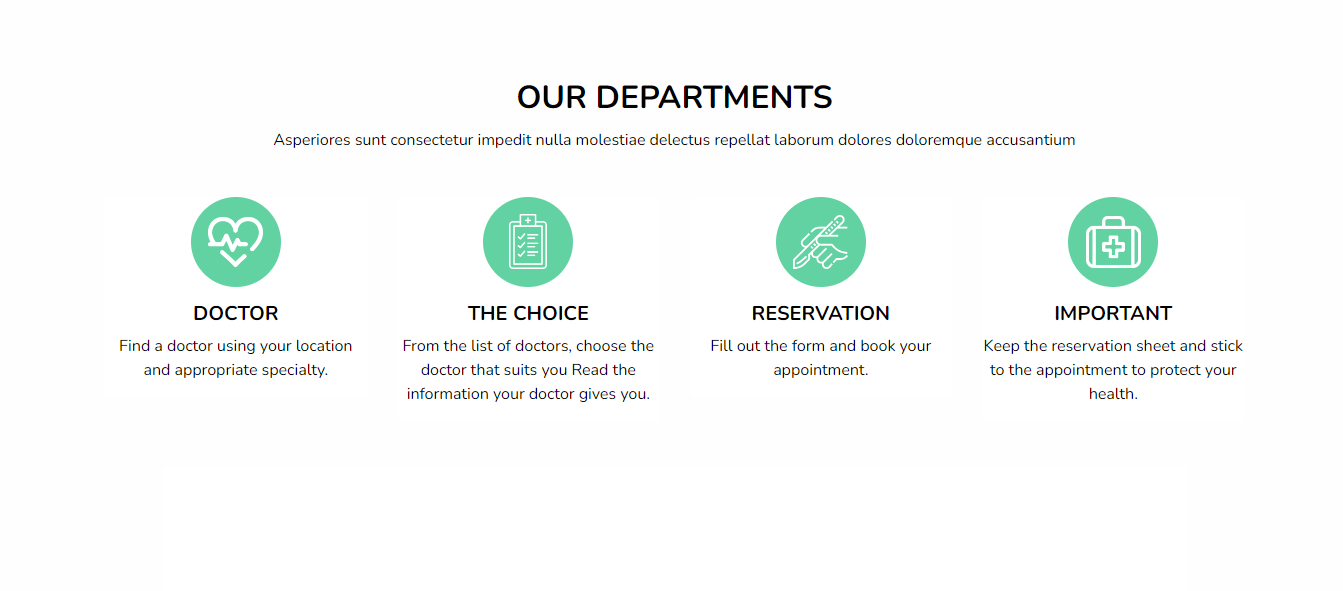 OUR DEPARTMENTS
Asperiores sunt consectetur impedit nulla molestiae delectus repellat laborum dolores doloremque accusantium
DOCTOR
Find a doctor using your location
and appropriate specialty.
THE CHOICE
From the list of doctors, choose the
doctor that suits you Read the
information your doctor gives you.
RESERVATION
Fill out the form and book your
appointment.
IMPORTANT
Keep the reservation sheet and stick
to the appointment to protect your
health.